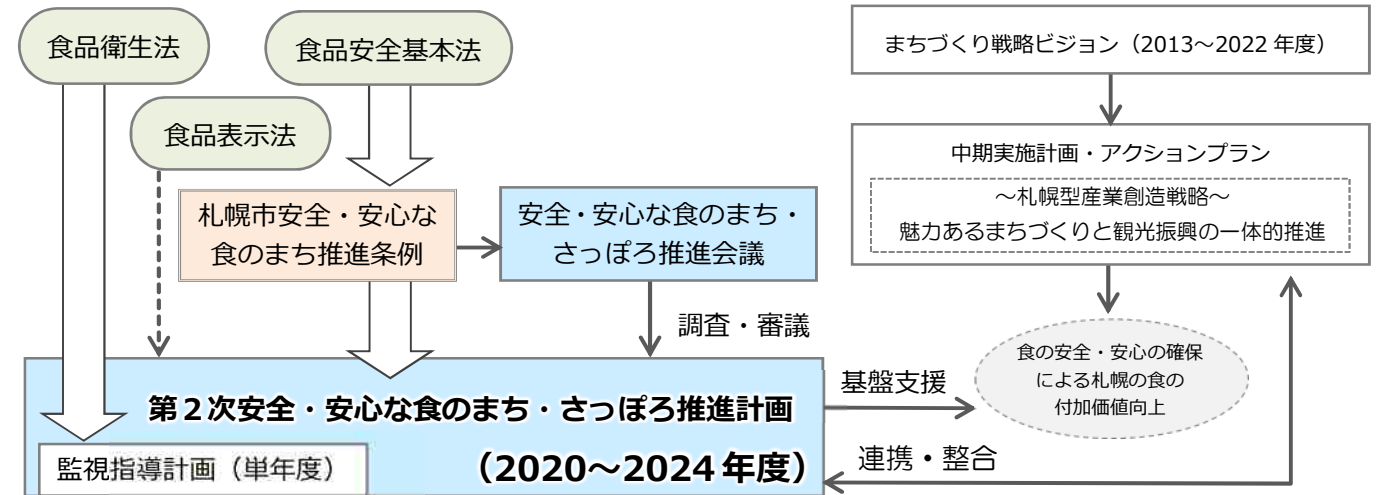 食品衛生法
食品安全基本法
食品表示法
札幌市安全・安心な
食のまち推進条例
安全・安心な食のまち・
さっぽろ推進会議
調査・審議
第２次安全・安心な食のまち・さっぽろ推進計画
（2020～2024 年度）
監視指導計画（単年度）
まちづくり戦略ビジョン（2013～2022 年度）
中期実施計画・アクションプラン
～札幌型産業創造戦略～
魅力あるまちづくりと観光振興の一体的推進
食の安全・安心の確保
による札幌の食の
付加価値向上
基盤支援
連携・整合